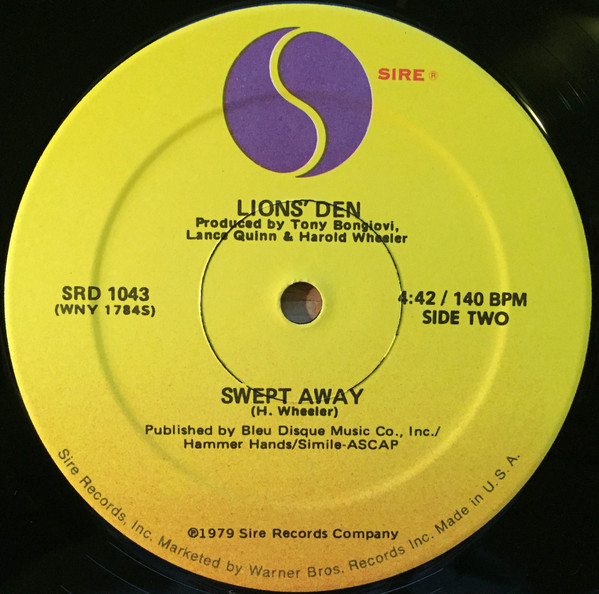 SIRE ®
LIONS' DEN
Produced by Tony Bongiovi,
Lance Quinn & Harold Wheeler
SRD 1043
(WNY 1784S)
4:42 / 140 BPM
SIDE TWO
SWEPT AWAY
(H. Wheeler)
Published by Bleu Disque Music Co., Inc./
Hammer Hands/Simile-ASCAP
℗1979 Sire Records Company
Sire Records, Inc. Marketed by Warner Bros. Records Inc. Made in U.S.A.